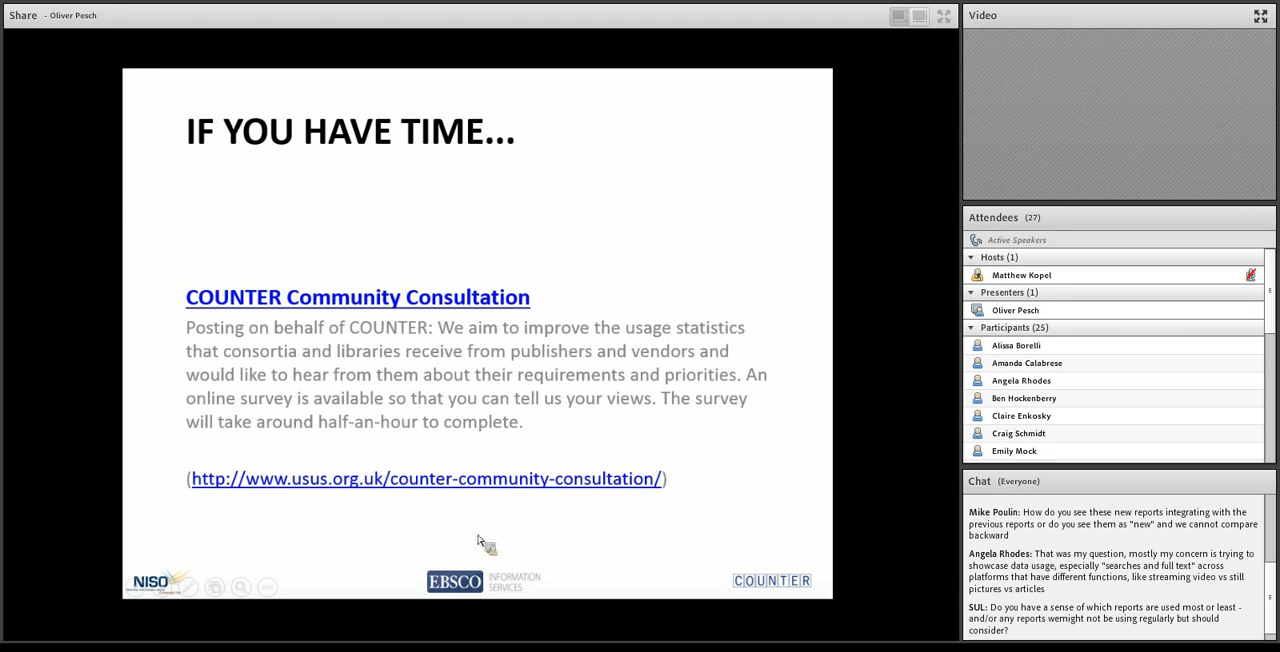 Share - Oliver Pesch
IF YOU HAVE TIME...
COUNTER Community Consultation
Posting on behalf of COUNTER: We aim to improve the usage statistics
that consortia and libraries receive from publishers and vendors and
would like to hear from them about their requirements and priorities. An
online survey is available so that you can tell us your views. The survey
will take around half-an-hour to complete.
(http://www.usus.org.uk/counter-community-consultation/)
NISO
EBSCO INFORMATION
SERVICES
COUNTER
Video
Attendees (27)
Active Speakers
Hosts (1)
Matthew Kopel
Presenters (1)
Oliver Pesch
Participants (25)
Alissa Borelli
Amanda Calabrese
Angela Rhodes
Ben Hockenberry
Claire Enkosky
Craig Schmidt
Emily Mock
Chat (Everyone)
Mike Poulin: How do you see these new reports integrating with the
previous reports or do you see them as "new" and we cannot compare
backward
Angela Rhodes: That was my question, mostly my concern is trying to
showcase data usage, especially "searches and full text" across
platforms that have different functions, like streaming video vs still
pictures vs articles
SUL: Do you have a sense of which reports are used most or least -
and/or any reports wemight not be using regularly but should
consider?